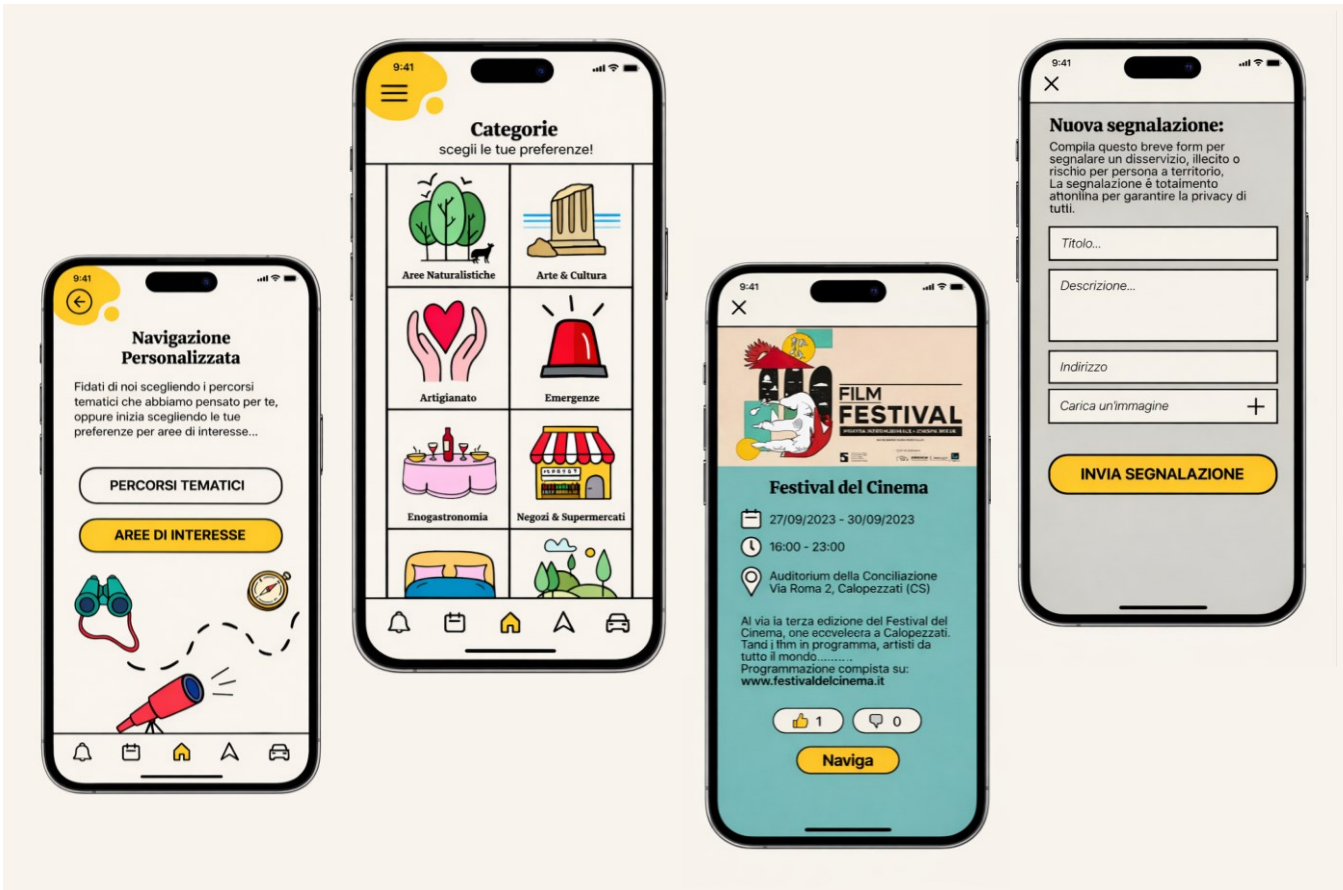 9:41
Navigazione
Personalizzata
Fidati di noi scegliendo i percorsi
tematici che abbiamo pensato per te,
oppure inizia scegliendo le tue
preferenze per aree di interesse...
PERCORSI TEMATICI
AREE DI INTERESSE
9:41
Categorie
scegli le tue preferenze!
Aree Naturalistiche
Arte & Cultura
Artigianato
Emergenze
Enogastronomia
Negozi & Supermercati
9:41
FILM
FESTIVAL
Festival del Cinema
27/09/2023 - 30/09/2023
16:00 - 23:00
Auditorium della Conciliazione
Via Roma 2, Calopezzati (CS)
Al via la terza edizione del Festival del
Cinema, one eccveleera a Calopezzati.
in programma, artisti da
tutto il mondo.........
Programmazione compista su:
www.festivaldelcinema.it
1
0
Naviga
9:41
Nuova segnalazione:
Compila questo breve form per
segnalare un disservizio, illecito o
rischio per persona a territorio,
La segnalazione è totalmento
per garantire la privacy di
tutli.
Titolo...
Descrizione...
Indirizzo
Carica un'immagine
INVIA SEGNALAZIONE